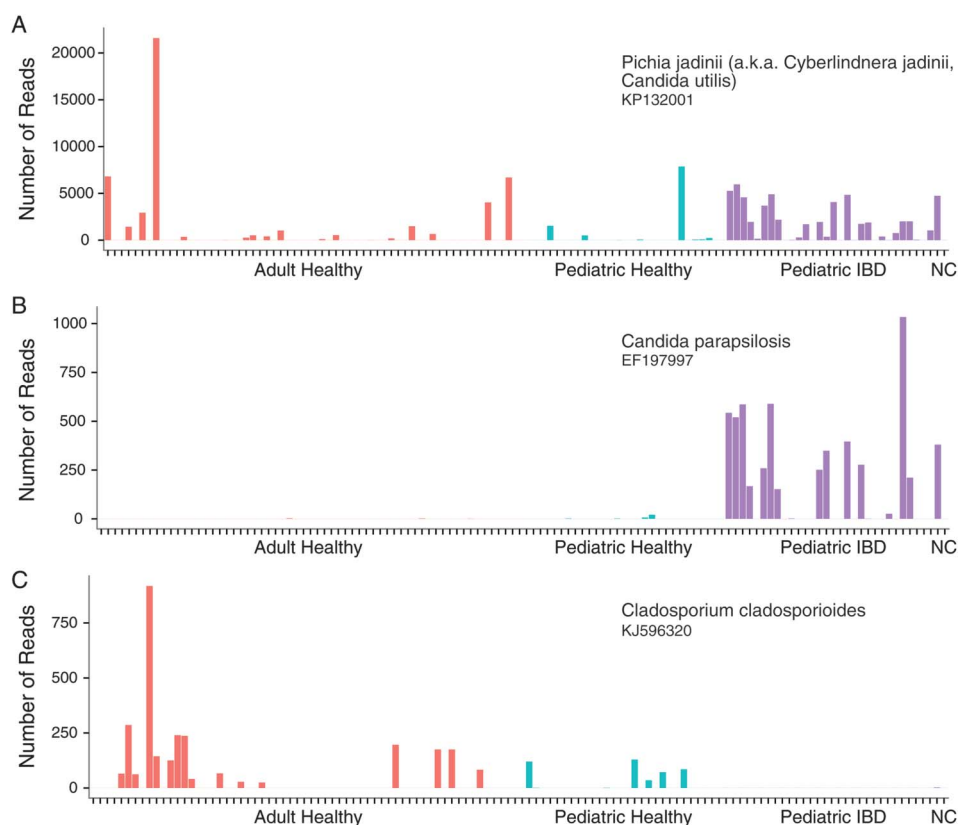 A
Number of Reads
20000
15000
10000
5000
0
Pichia jadinii (a.k.a. Cyberlindnera jadinii,
Candida utilis)
KP132001
Adult Healthy Pediatric Healthy Pediatric IBD NC
B
Number of Reads
1000
750
500
250
0
Candida parapsilosis
EF197997
Adult Healthy Pediatric Healthy Pediatric IBD NC
C
Number of Reads
750
500
250
0
Cladosporium cladosporioides
KJ596320
Adult Healthy Pediatric Healthy Pediatric IBD NC